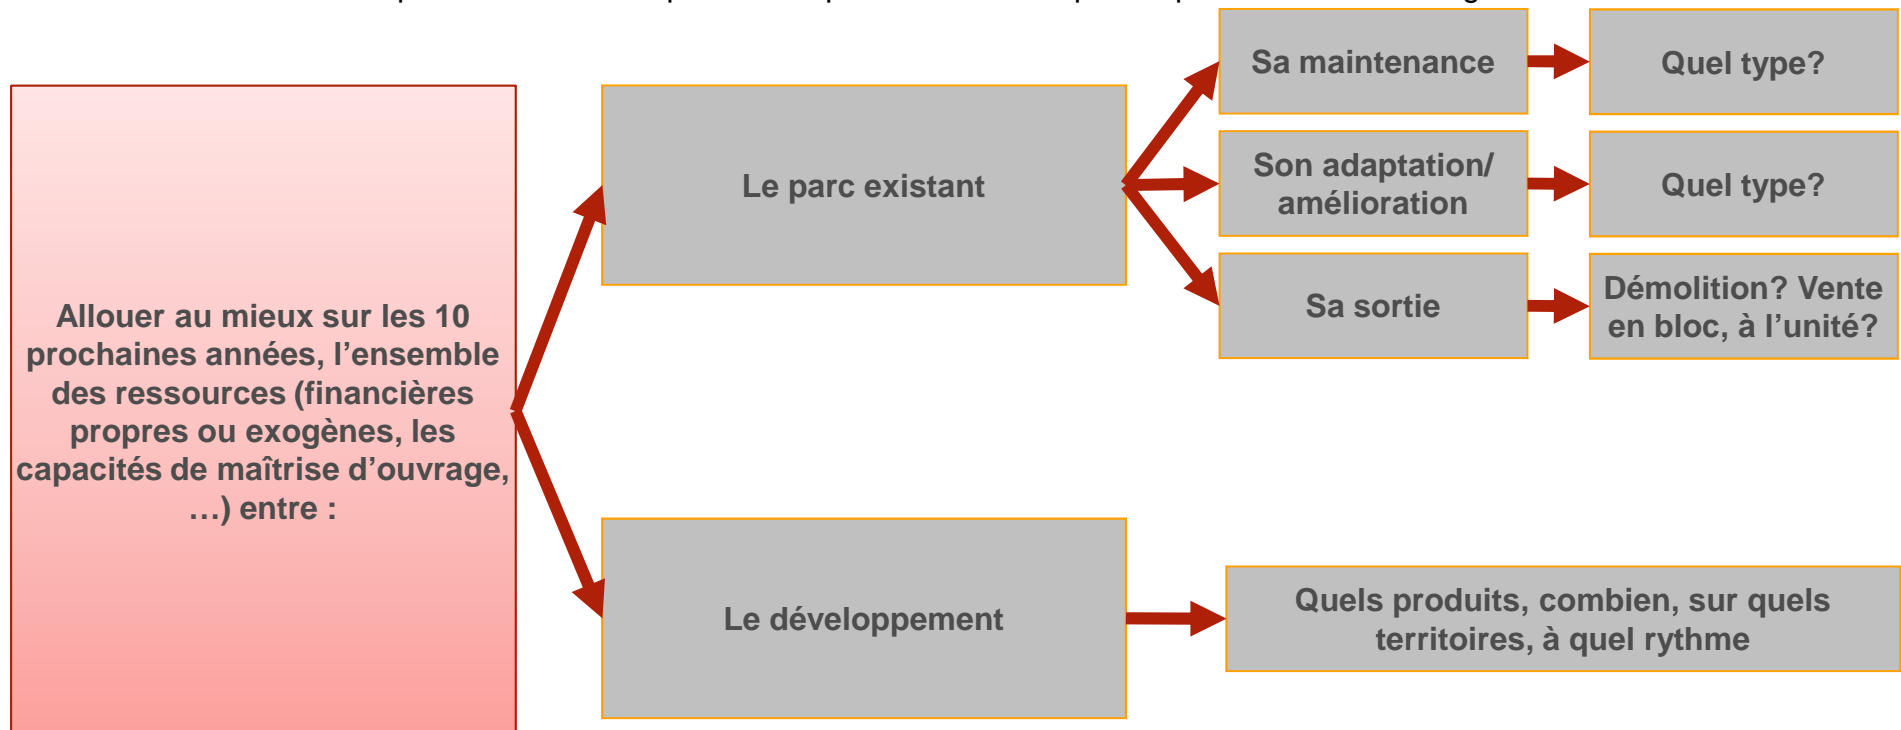 Sa maintenance
Quel type?
Son adaptation/
amélioration
Quel type?
Le parc existant
Sa sortie
Démolition? Vente
en bloc, à l’unité?
Allouer au mieux sur les 10
prochaines années, l’ensemble
des ressources (financières
propres ou exogènes, les
capacités de maîtrise d’ouvrage,
…) entre :
Le développement
Quels produits, combien, sur quels
territoires, à quel rythme